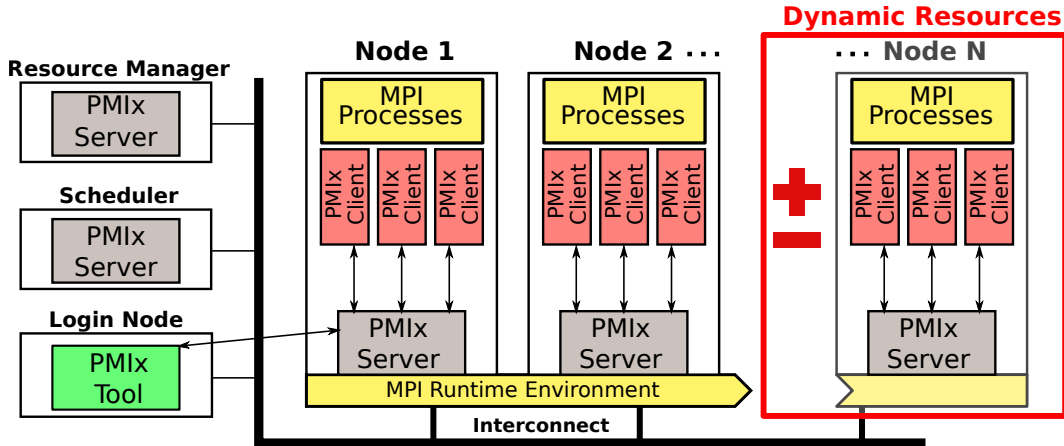 Dynamic Resources
Resource Manager
PMIx
Server
Scheduler
PMIx
Server
Login Node
PMIx
Tool
Node 1
MPI
Processes
PMIx
Client
PMIx
Client
PMIx
Client
PMIx
Server
Node 2 ...
MPI
Processes
PMIx
Client
PMIx
Client
PMIx
Client
PMIx
Server
... Node N
MPI
Processes
PMIx
Client
PMIx
Client
PMIx
Client
PMIx
Server
MPI Runtime Environment
Interconnect